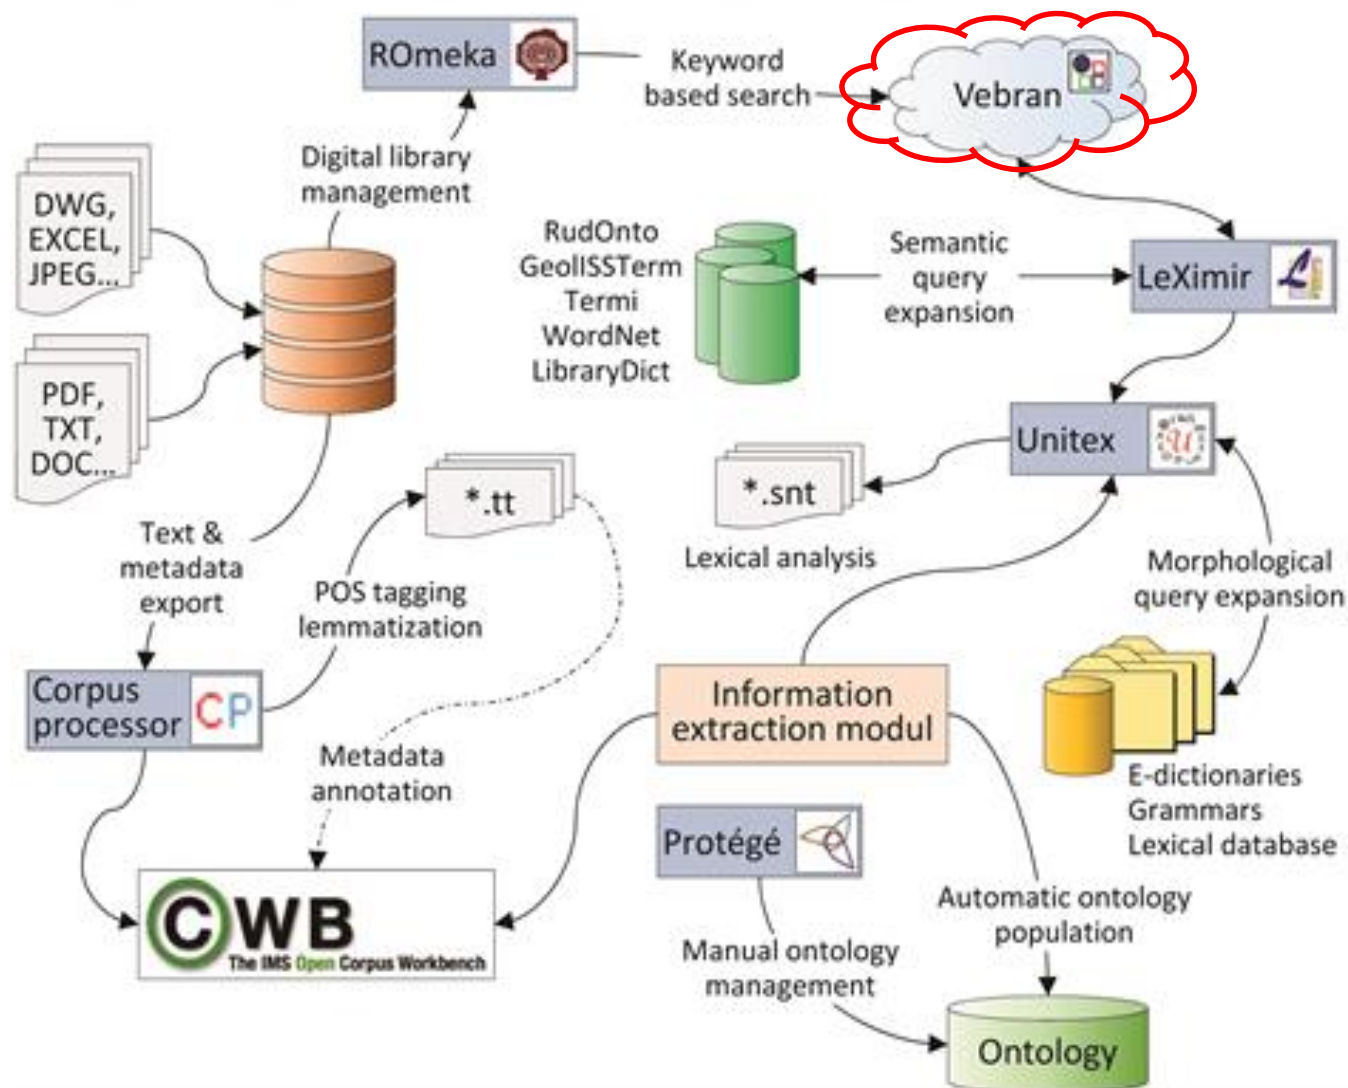 ROmeka
Keyword
based search
Vebran
Digital library
management
DWG,
EXCEL,
JPEG...
RudOnto
GeolISSTerm
Termi
WordNet
LibraryDict
Semantic
query
expansion
LeXimir
PDF,
TXT,
DOC...
Unitex
*.tt
*.snt
Lexical analysis
Text &
metadata
export
POS tagging
lemmatization
Morphological
query expansion
Corpus
processor
CP
Information
extraction modul
Metadata
annotation
E-dictionaries
Grammars
Lexical database
Protégé
CWB
The IMS Open Corpus Workbench
Automatic ontology
population
Manual ontology
management
Ontology